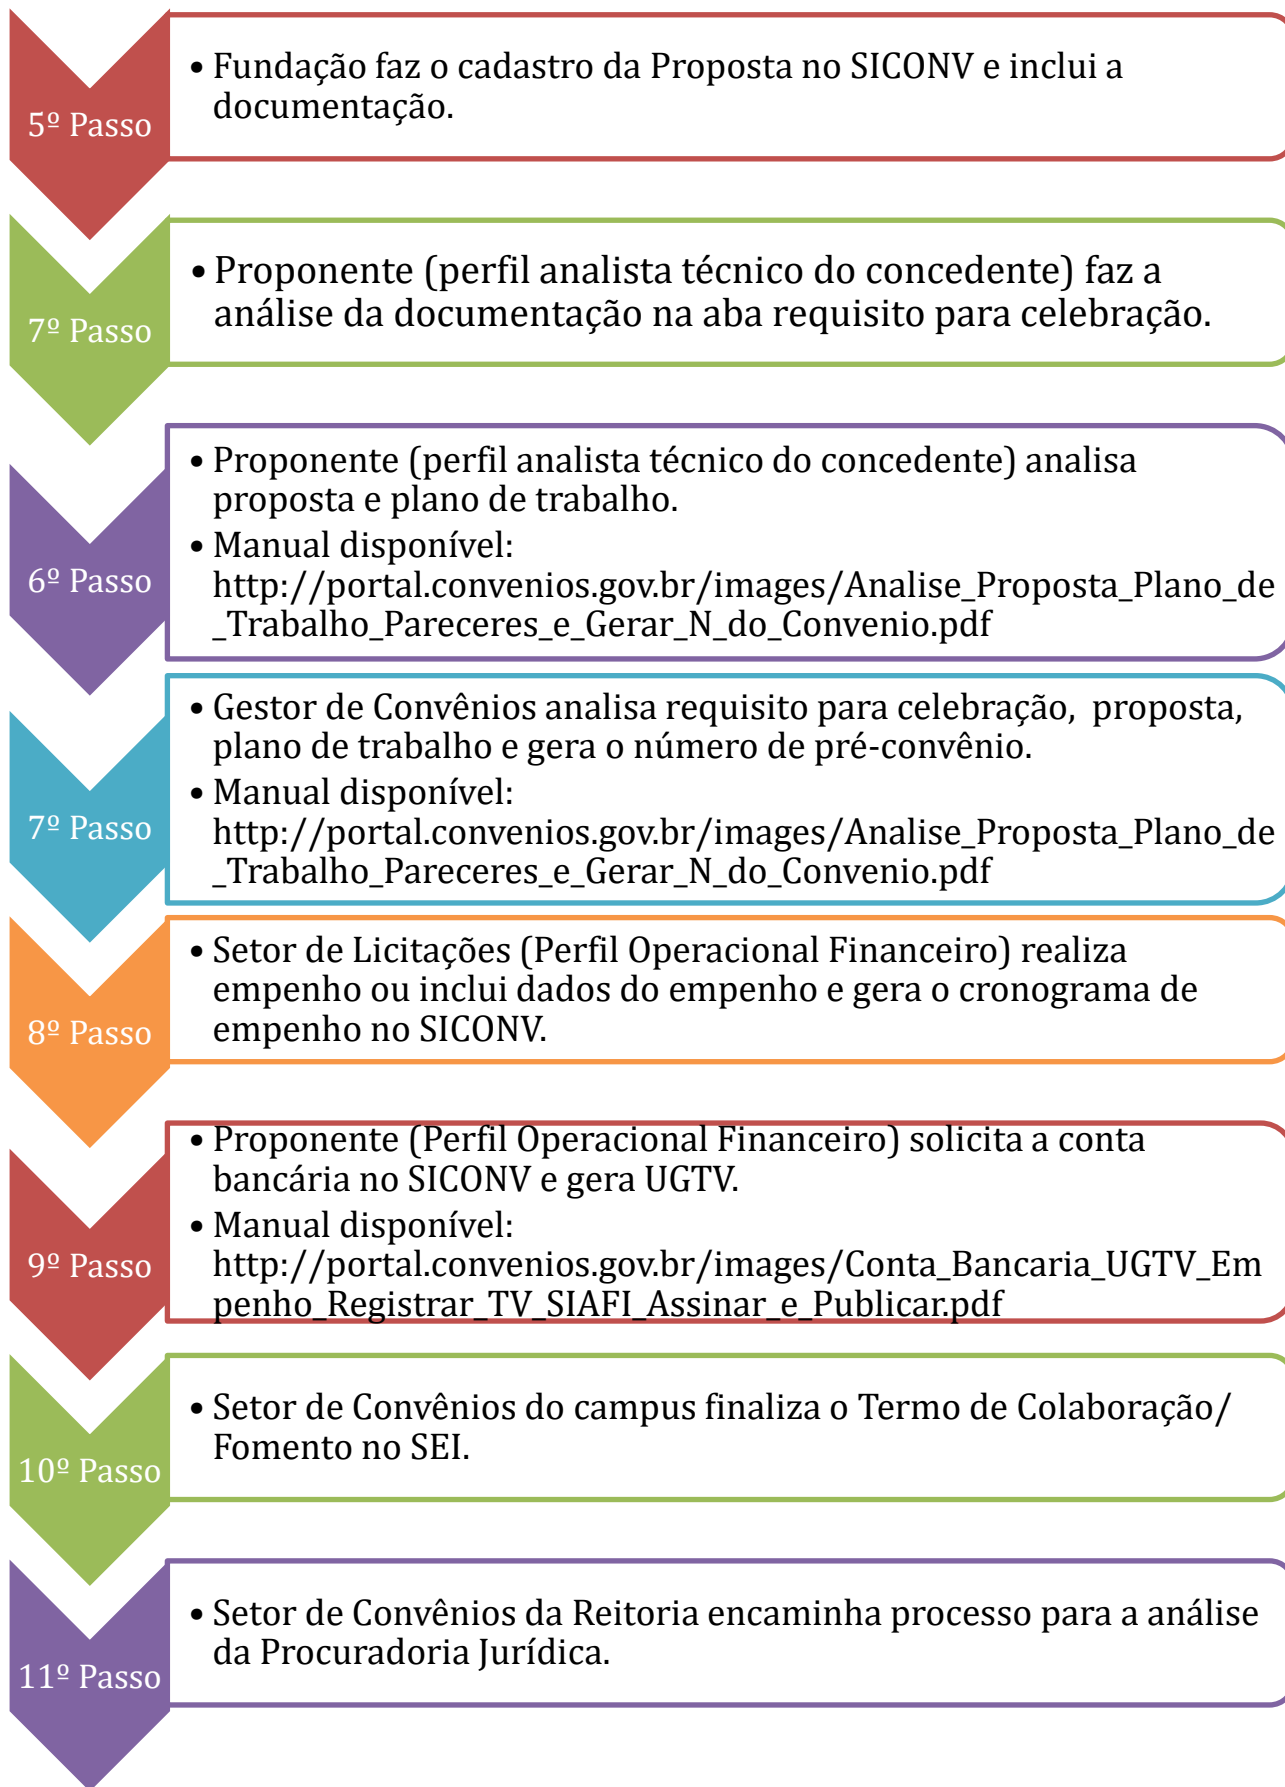 5º Passo
• Fundação faz o cadastro da Proposta no SICONV e inclui a
documentação.
7º Passo
• Proponente (perfil analista técnico do concedente) faz a
análise da documentação na aba requisito para celebração.
6º Passo
• Proponente (perfil analista técnico do concedente) analisa
proposta e plano de trabalho.
• Manual disponível:
http://portal.convenios.gov.br/images/Analise_Proposta_Plano_de
_Trabalho_Pareceres_e_Gerar_N_do_Convenio.pdf
7º Passo
• Gestor de Convênios analisa requisito para celebração, proposta,
plano de trabalho e gera o número de pré-convênio.
• Manual disponível:
http://portal.convenios.gov.br/images/Analise_Proposta_Plano_de
_Trabalho_Pareceres_e_Gerar_N_do_Convenio.pdf
8º Passo
• Setor de Licitações (Perfil Operacional Financeiro) realiza
empenho ou inclui dados do empenho e gera o cronograma de
empenho no SICONV.
9º Passo
• Proponente (Perfil Operacional Financeiro) solicita a conta
bancária no SICONV e gera UGTV.
• Manual disponível:
http://portal.convenios.gov.br/images/Conta_Bancaria_UGTV_Em
penho_Registrar_TV_SIAFI_Assinar_e_Publicar.pdf
10º Passo
• Setor de Convênios do campus finaliza o Termo de Colaboração/
Fomento no SEI.
11º Passo
• Setor de Convênios da Reitoria encaminha processo para a análise
da Procuradoria Jurídica.